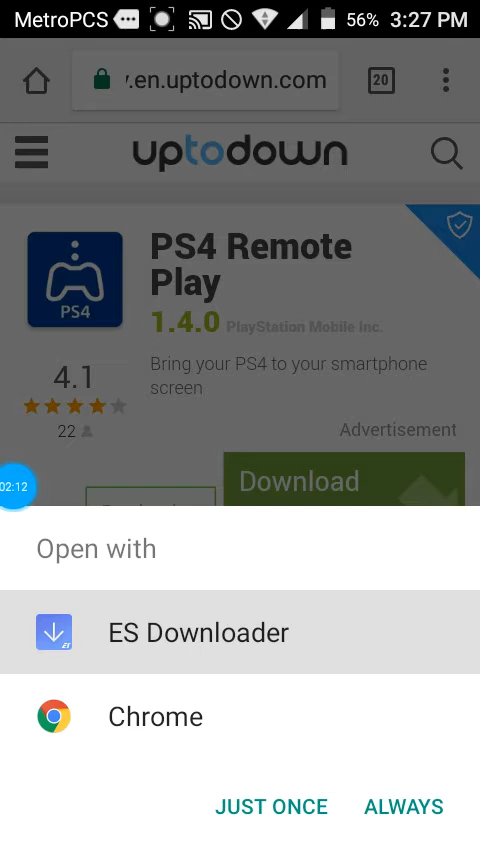 MetroPCS 56% 3:27 PM
.en.uptodown.com 20
uptodown
PS4 Remote
Play
1.4.0 PlayStation Mobile Inc.
PS4
Bring your PS4 to your smartphone
screen
4.1
22
Advertisement
Download
02:12
Open with
ES Downloader
ES
Chrome
JUST ONCE ALWAYS